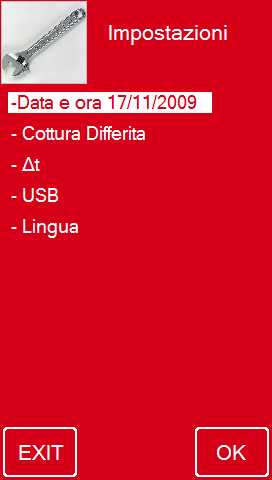 Impostazioni
-Data e ora 17/11/2009
- Cottura Differita
- Δt
- USB
- Lingua
EXIT
OK